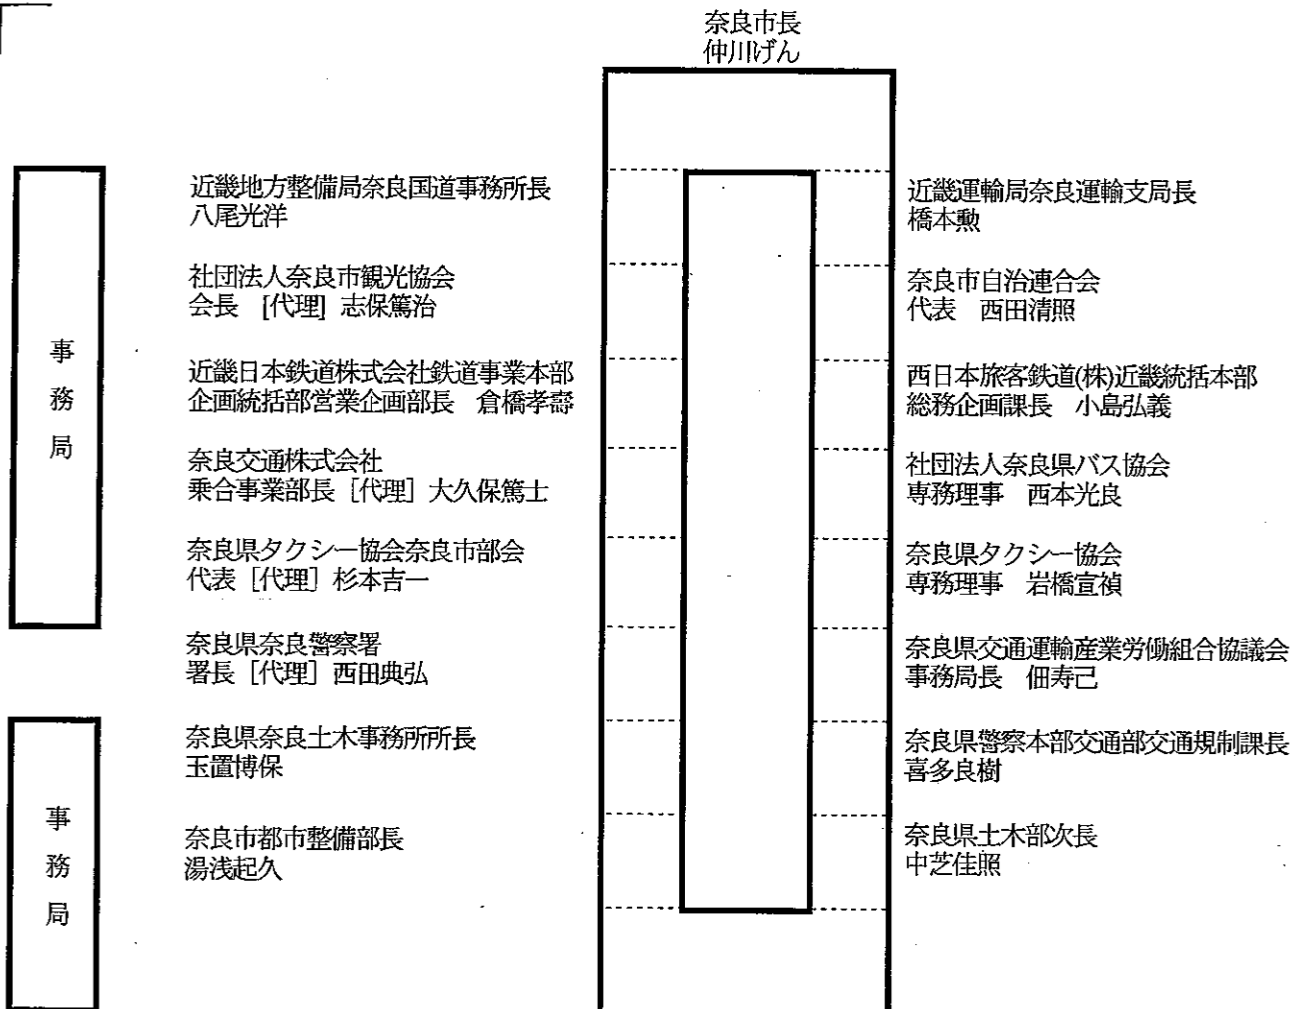 奈良市長
仲川げん
事
務
局
近畿地方整備局奈良国道事務所長
八尾光洋
社団法人奈良市観光協会
会長　[代理]　志保篤治
近畿日本鉄道株式会社鉄道事業本部
企画統括部営業企画部長　倉橋孝壽
奈良交通株式会社
乗合事業部長［代理］大久保篤士
奈良県タクシー協会奈良市部会
代表［代理］杉本吉一
奈良県奈良警察署
署長［代理］西田典弘
奈良県奈良土木事務所所長
玉置博保
奈良市都市整備部長
湯浅起久
近畿運輸局奈良運輸支局長
橋本勲
奈良市自治連合会
代表　西田清照
西日本旅客鉄道(株)近畿統括本部
総務企画課長　小島弘義
社団法人奈良県バス協会
専務理事　西本光良
奈良県タクシー協会
専務理事　岩橋宣禎
奈良県交通運輸産業労働組合協議会
事務局長　佃寿己
奈良県警察本部交通部交通規制課長
喜多良樹
奈良県土木部次長
中芝佳照
事
務
局